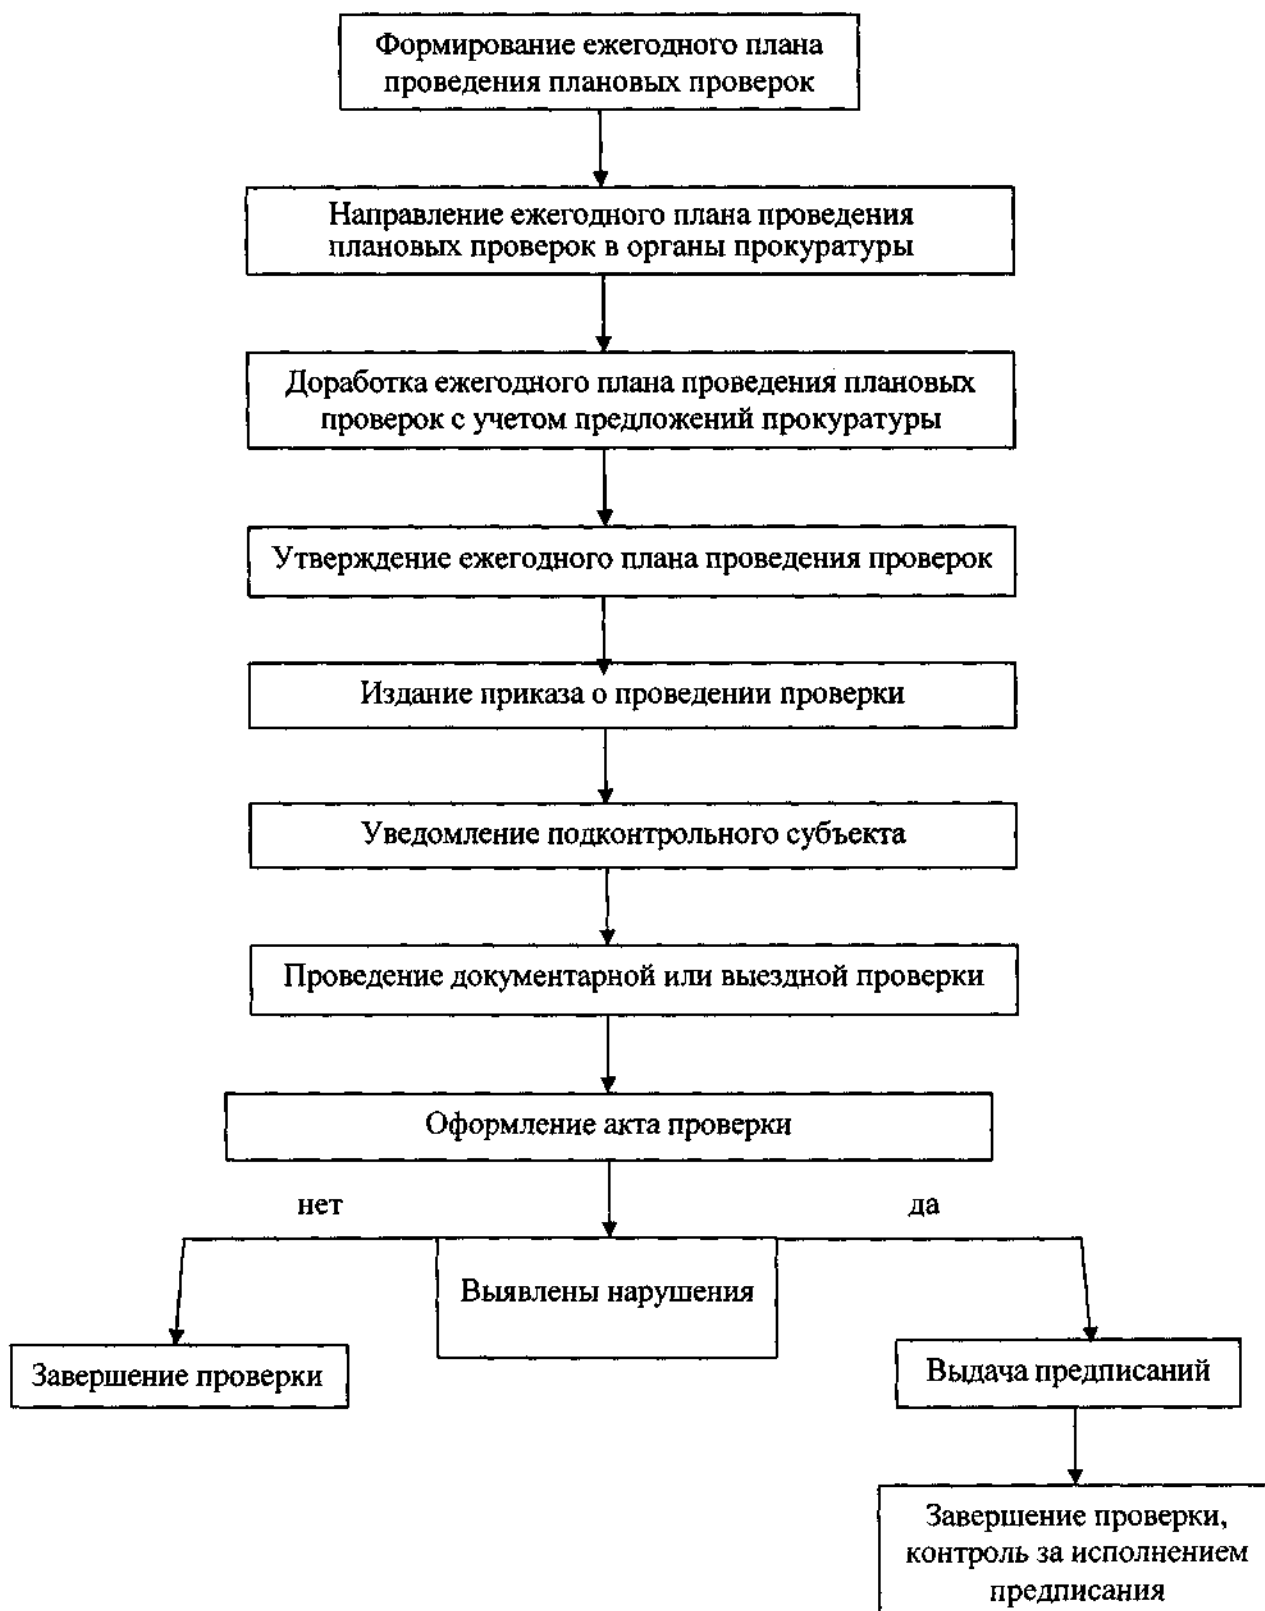 Формирование ежегодного плана
проведения плановых проверок
Направление ежегодного плана проведения
плановых проверок в органы прокуратуры
Доработка ежегодного плана проведения плановых
проверок с учетом предложений прокуратуры
Утверждение ежегодного плана проведения проверок
Издание приказа о проведении проверки
Уведомление подконтрольного субъекта
Проведение документарной или выездной проверки
Оформление акта проверки
нет
да
Выявлены нарушения
Завершение проверки
Выдача предписаний
Завершение проверки,
контроль за исполнением
предписания